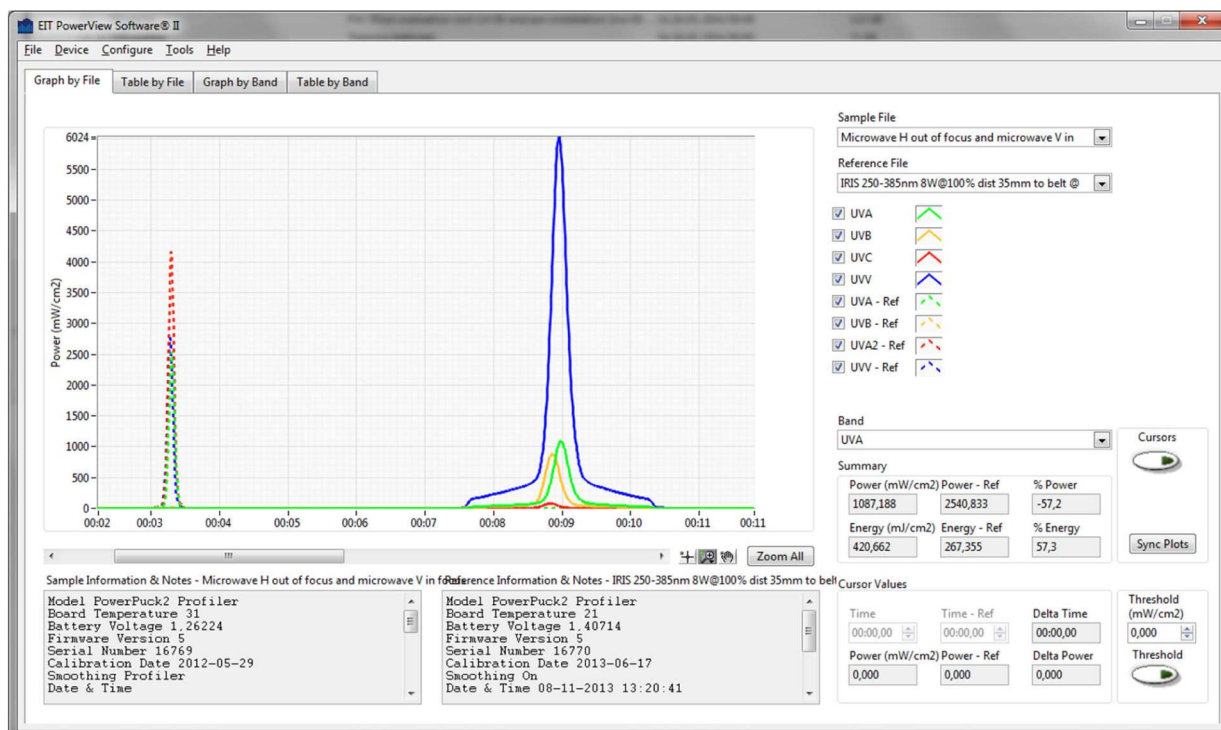 EIT PowerView Software® II
File Device Configure Tools Help
Graph by File Table by File Graph by Band Table by Band
Power (mW/cm2)
6024
5500
5000
4500
4000
3500
3000
2500
2000
1500
1000
500
0
00:02 00:03 00:04 00:05 00:06 00:07 00:08 00:09 00:10 00:11 00:11
Zoom All
Sample File
Microwave H out of focus and microwave V in
Reference File
IRIS 250-385nm 8W@100% dist 35mm to belt @
UVA
UVB
UVC
UVV
UVA - Ref
UVB - Ref
UVA2 - Ref
UVV - Ref
Band
UVA
Summary
Power (mW/cm2) Power - Ref % Power
1087,188 2540,833 -57,2
Energy (mJ/cm2) Energy - Ref % Energy
420,662 267,355 57,3
Cursors
Sync Plots
Sample Information & Notes - Microwave H out of focus and microwave V in
Model PowerPuck2 Profiler
Board Temperature 31
Battery Voltage 1,26224
Firmware Version 5
Serial Number 16769
Calibration Date 2012-05-29
Smoothing Profiler
Date & Time
Reference Information & Notes - IRIS 250-385nm 8W@100% dist 35mm to belt
Model PowerPuck2 Profiler
Board Temperature 21
Battery Voltage 1,40714
Firmware Version 5
Serial Number 16770
Calibration Date 2013-06-17
Smoothing On
Date & Time 08-11-2013 13:20:41
Cursor Values
Time Time - Ref Delta Time
00:00,00 00:00,00 00:00,00
Power (mW/cm2) Power - Ref Delta Power
0,000 0,000 0,000
Threshold
(mW/cm2)
0,000
Threshold